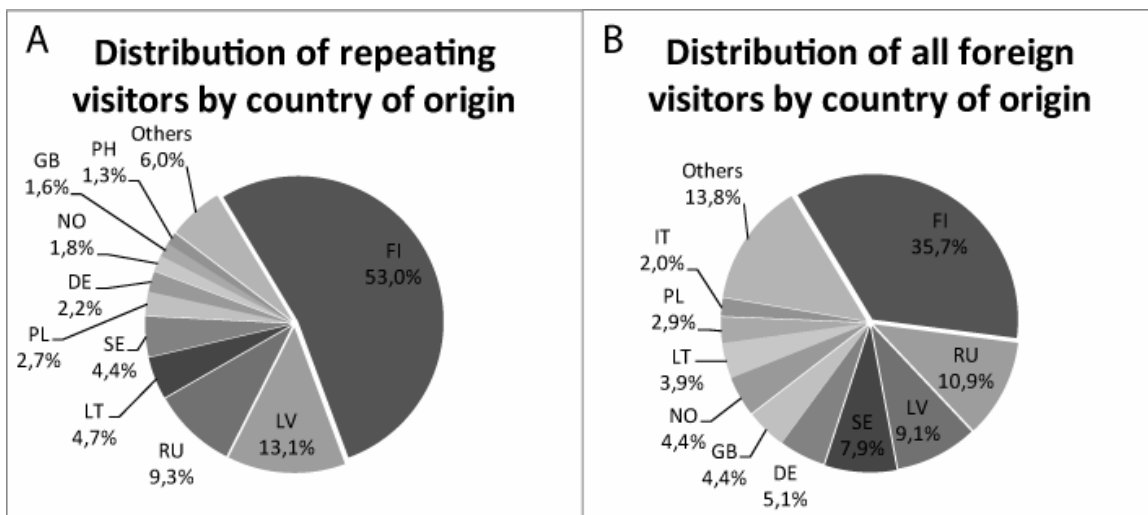 A
Distribution of repeating
visitors by country of origin
Others
6,0%
PH
1,3%
GB
1,6%
NO
1,8%
DE
2,2%
PL
2,7%
SE
4,4%
LT
4,7%
RU
9,3%
LV
13,1%
FI
53,0%
B
Distribution of all foreign
visitors by country of origin
Others
13,8%
IT
2,0%
PL
2,9%
LT
3,9%
NO
4,4%
GB
4,4%
DE
5,1%
SE
7,9%
LV
9,1%
RU
10,9%
FI
35,7%